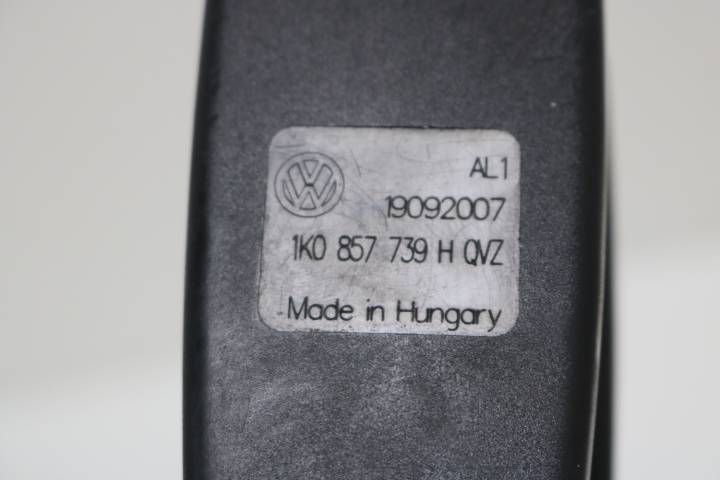 AL1
19092007
1K0 857 739 H QVZ
Made in Hungary